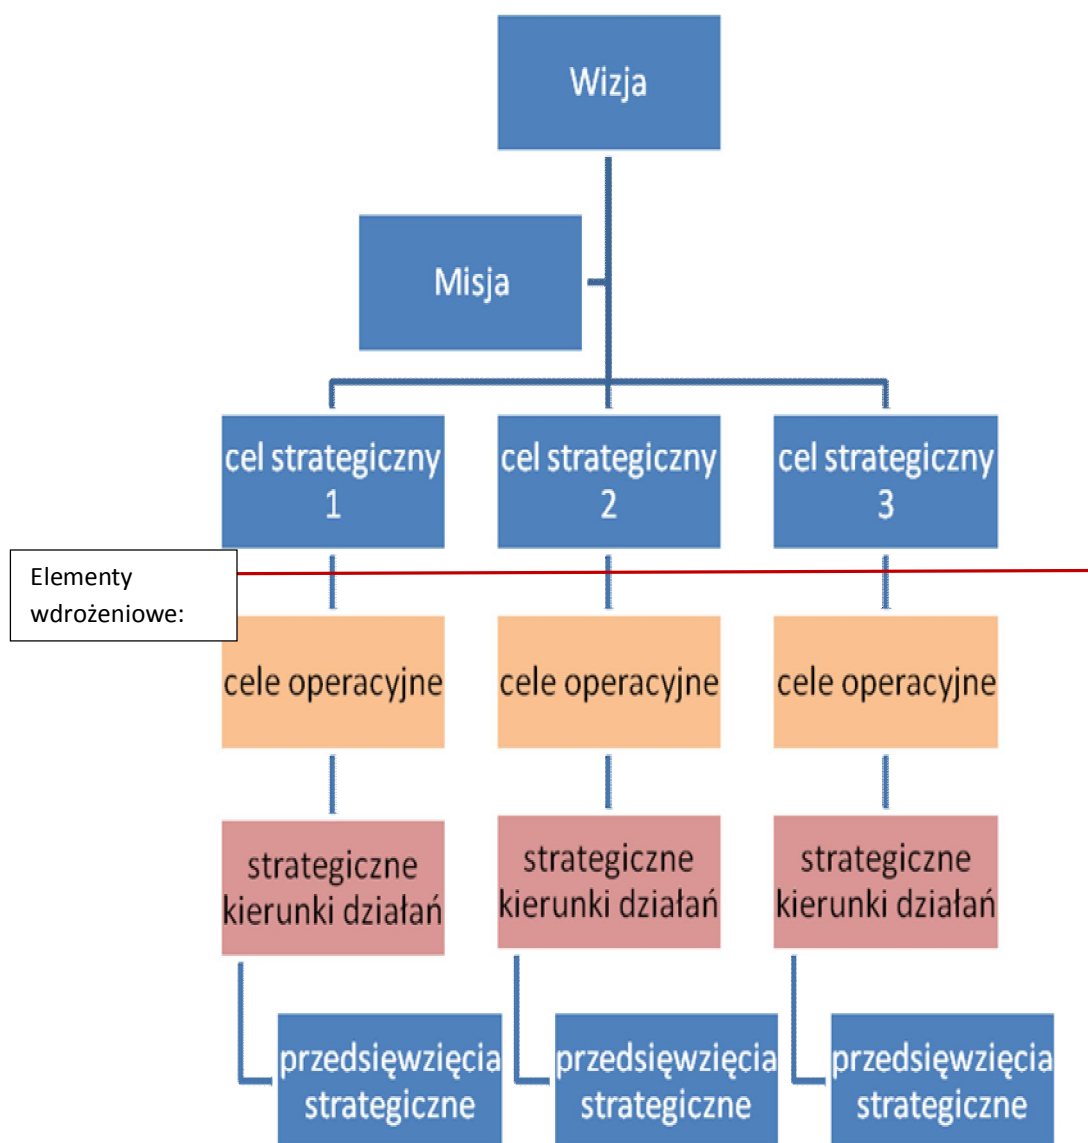 Wizja
Misja
cel strategiczny
1
cel strategiczny
2
cel strategiczny
3
Elementy
wdrożeniowe:
cele operacyjne
cele operacyjne
cele operacyjne
strategiczne
kierunki działań
strategiczne
kierunki działań
strategiczne
kierunki działań
przedsięwzięcia
strategiczne
przedsięwzięcia
strategiczne
przedsięwzięcia
strategiczne